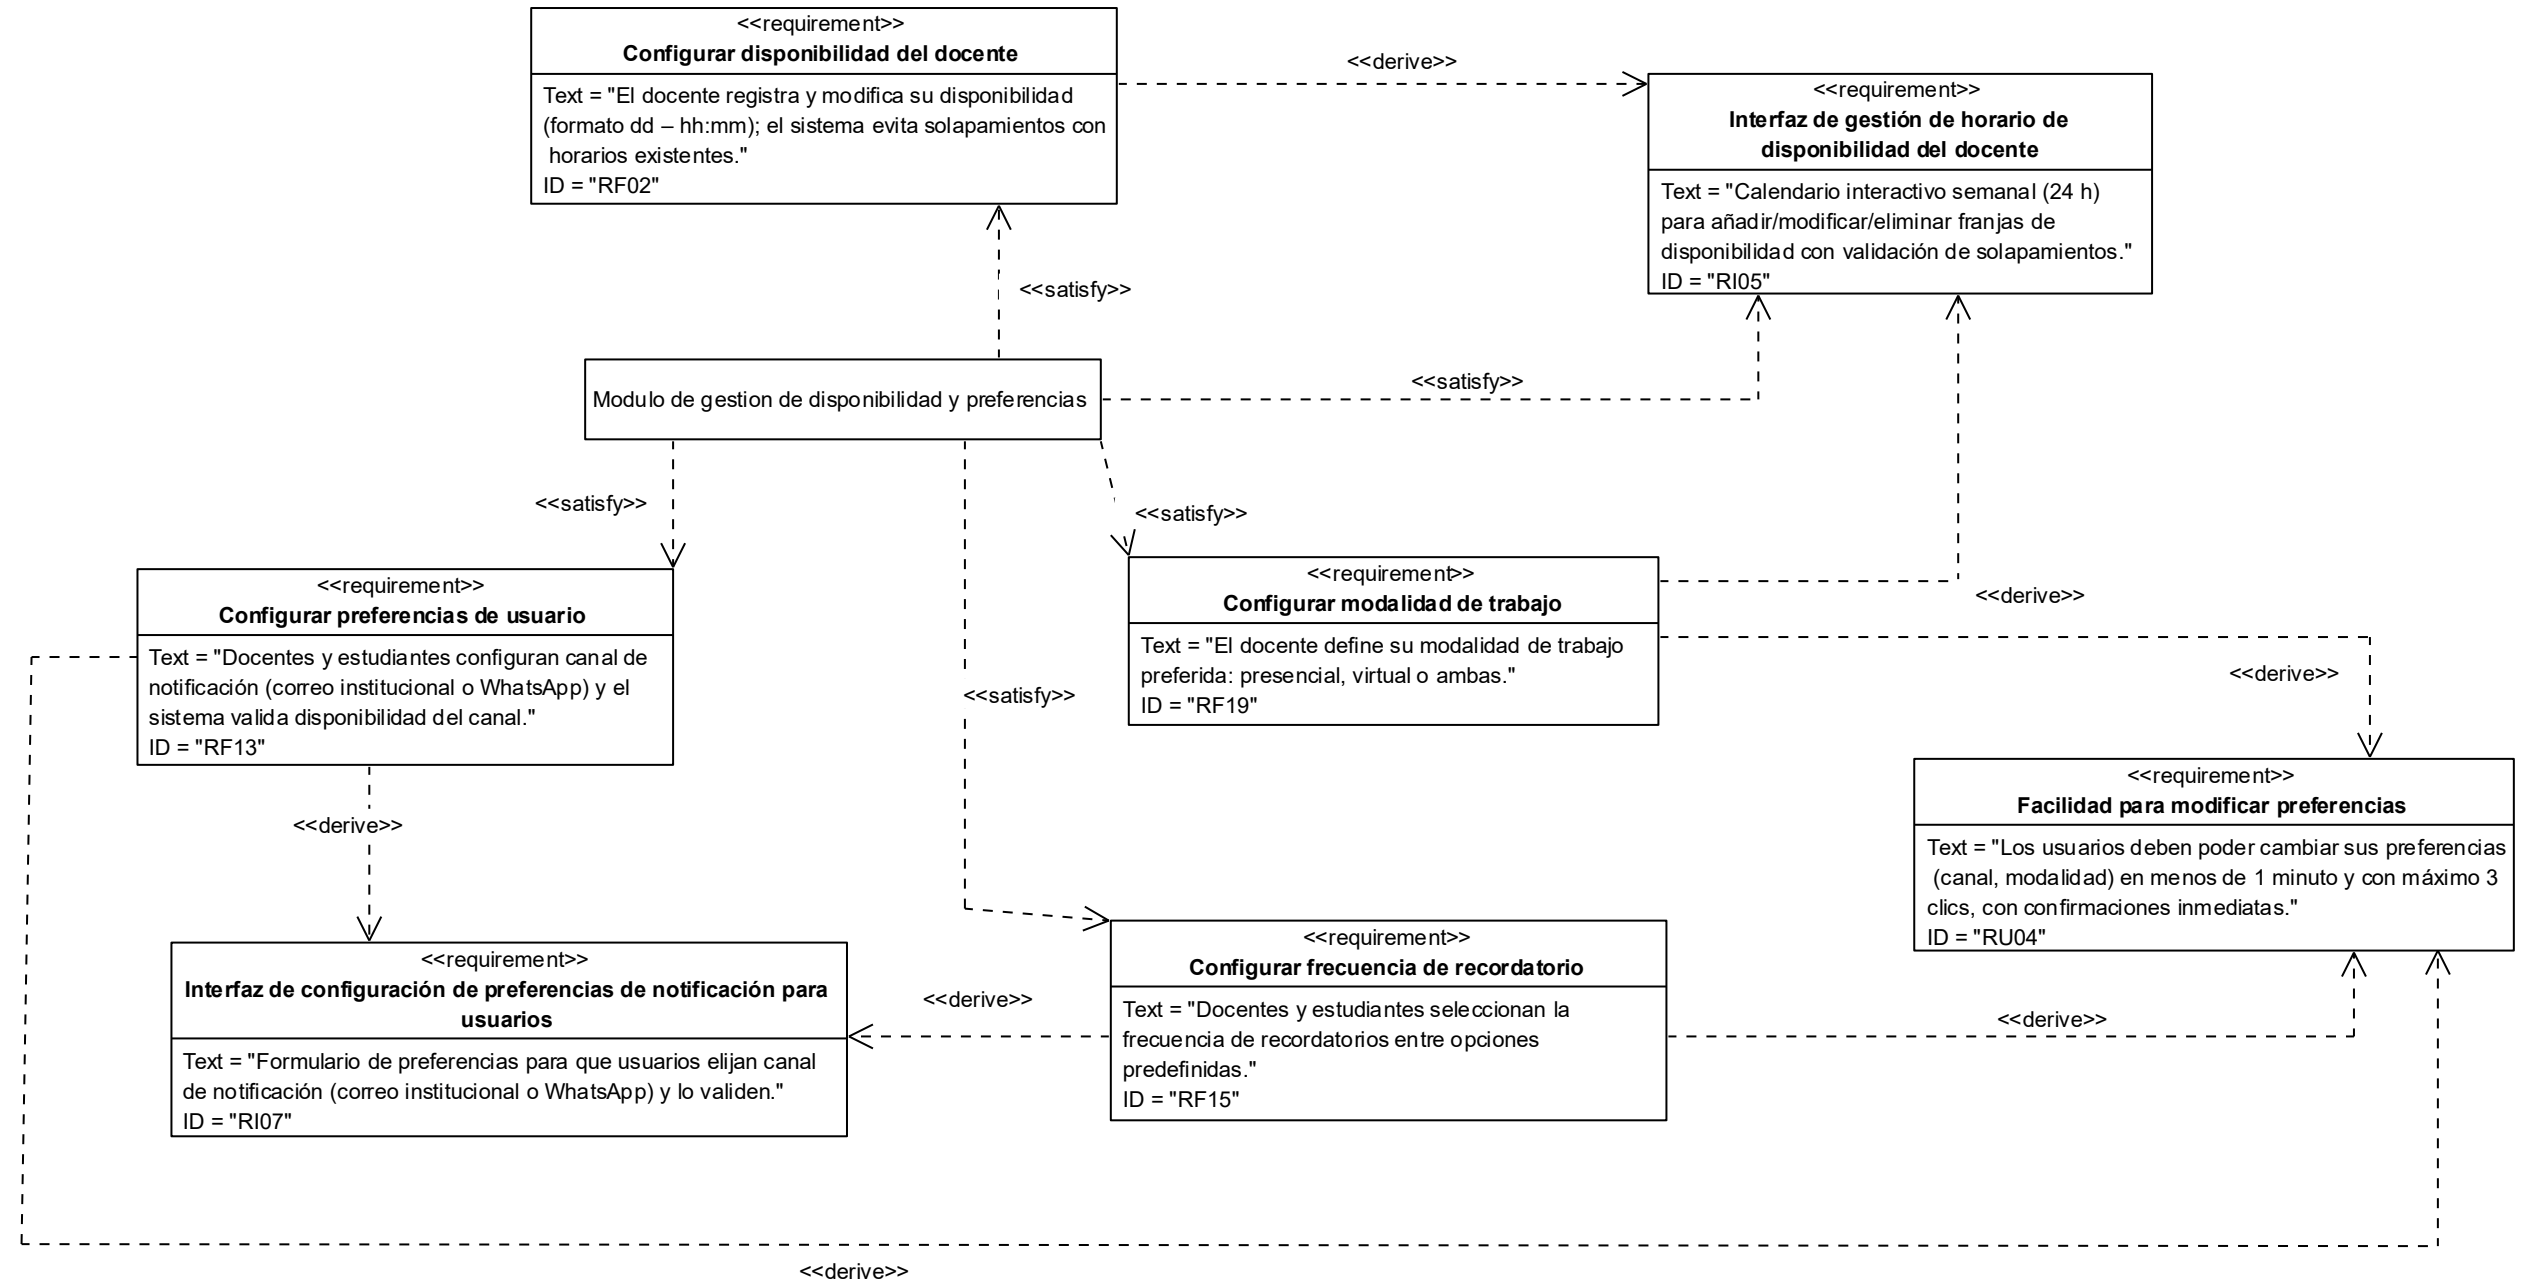 <<requirement>>
Configurar disponibilidad del docente
Text = "El docente registra y modifica su disponibilidad
(formato dd – hh:mm); el sistema evita solapamientos con
horarios existentes."
ID = "RF02"
<<derive>>
<<requirement>>
Interfaz de gestión de horario de
disponibilidad del docente
Text = "Calendario interactivo semanal (24 h)
para añadir/modificar/eliminar franjas de
disponibilidad con validación de solapamientos."
ID = "RI05"
<<satisfy>>
Modulo de gestion de disponibilidad y preferencias
<<satisfy>>
<<satisfy>>
<<satisfy>>
<<requirement>>
Configurar preferencias de usuario
Text = "Docentes y estudiantes configuran canal de
notificación (correo institucional o WhatsApp) y el
sistema valida disponibilidad del canal."
ID = "RF13"
<<satisfy>>
<<requirement>>
Configurar modalidad de trabajo
Text = "El docente define su modalidad de trabajo
preferida: presencial, virtual o ambas."
ID = "RF19"
<<derive>>
<<derive>>
<<requirement>>
Facilidad para modificar preferencias
Text = "Los usuarios deben poder cambiar sus preferencias
(canal, modalidad) en menos de 1 minuto y con máximo 3
clics, con confirmaciones inmediatas."
ID = "RU04"
<<derive>>
<<requirement>>
Interfaz de configuración de preferencias de notificación para
usuarios
Text = "Formulario de preferencias para que usuarios elijan canal
de notificación (correo institucional o WhatsApp) y lo validen."
ID = "RI07"
<<derive>>
<<requirement>>
Configurar frecuencia de recordatorio
Text = "Docentes y estudiantes seleccionan la
frecuencia de recordatorios entre opciones
predefinidas."
ID = "RF15"
<<derive>>
<<derive>>